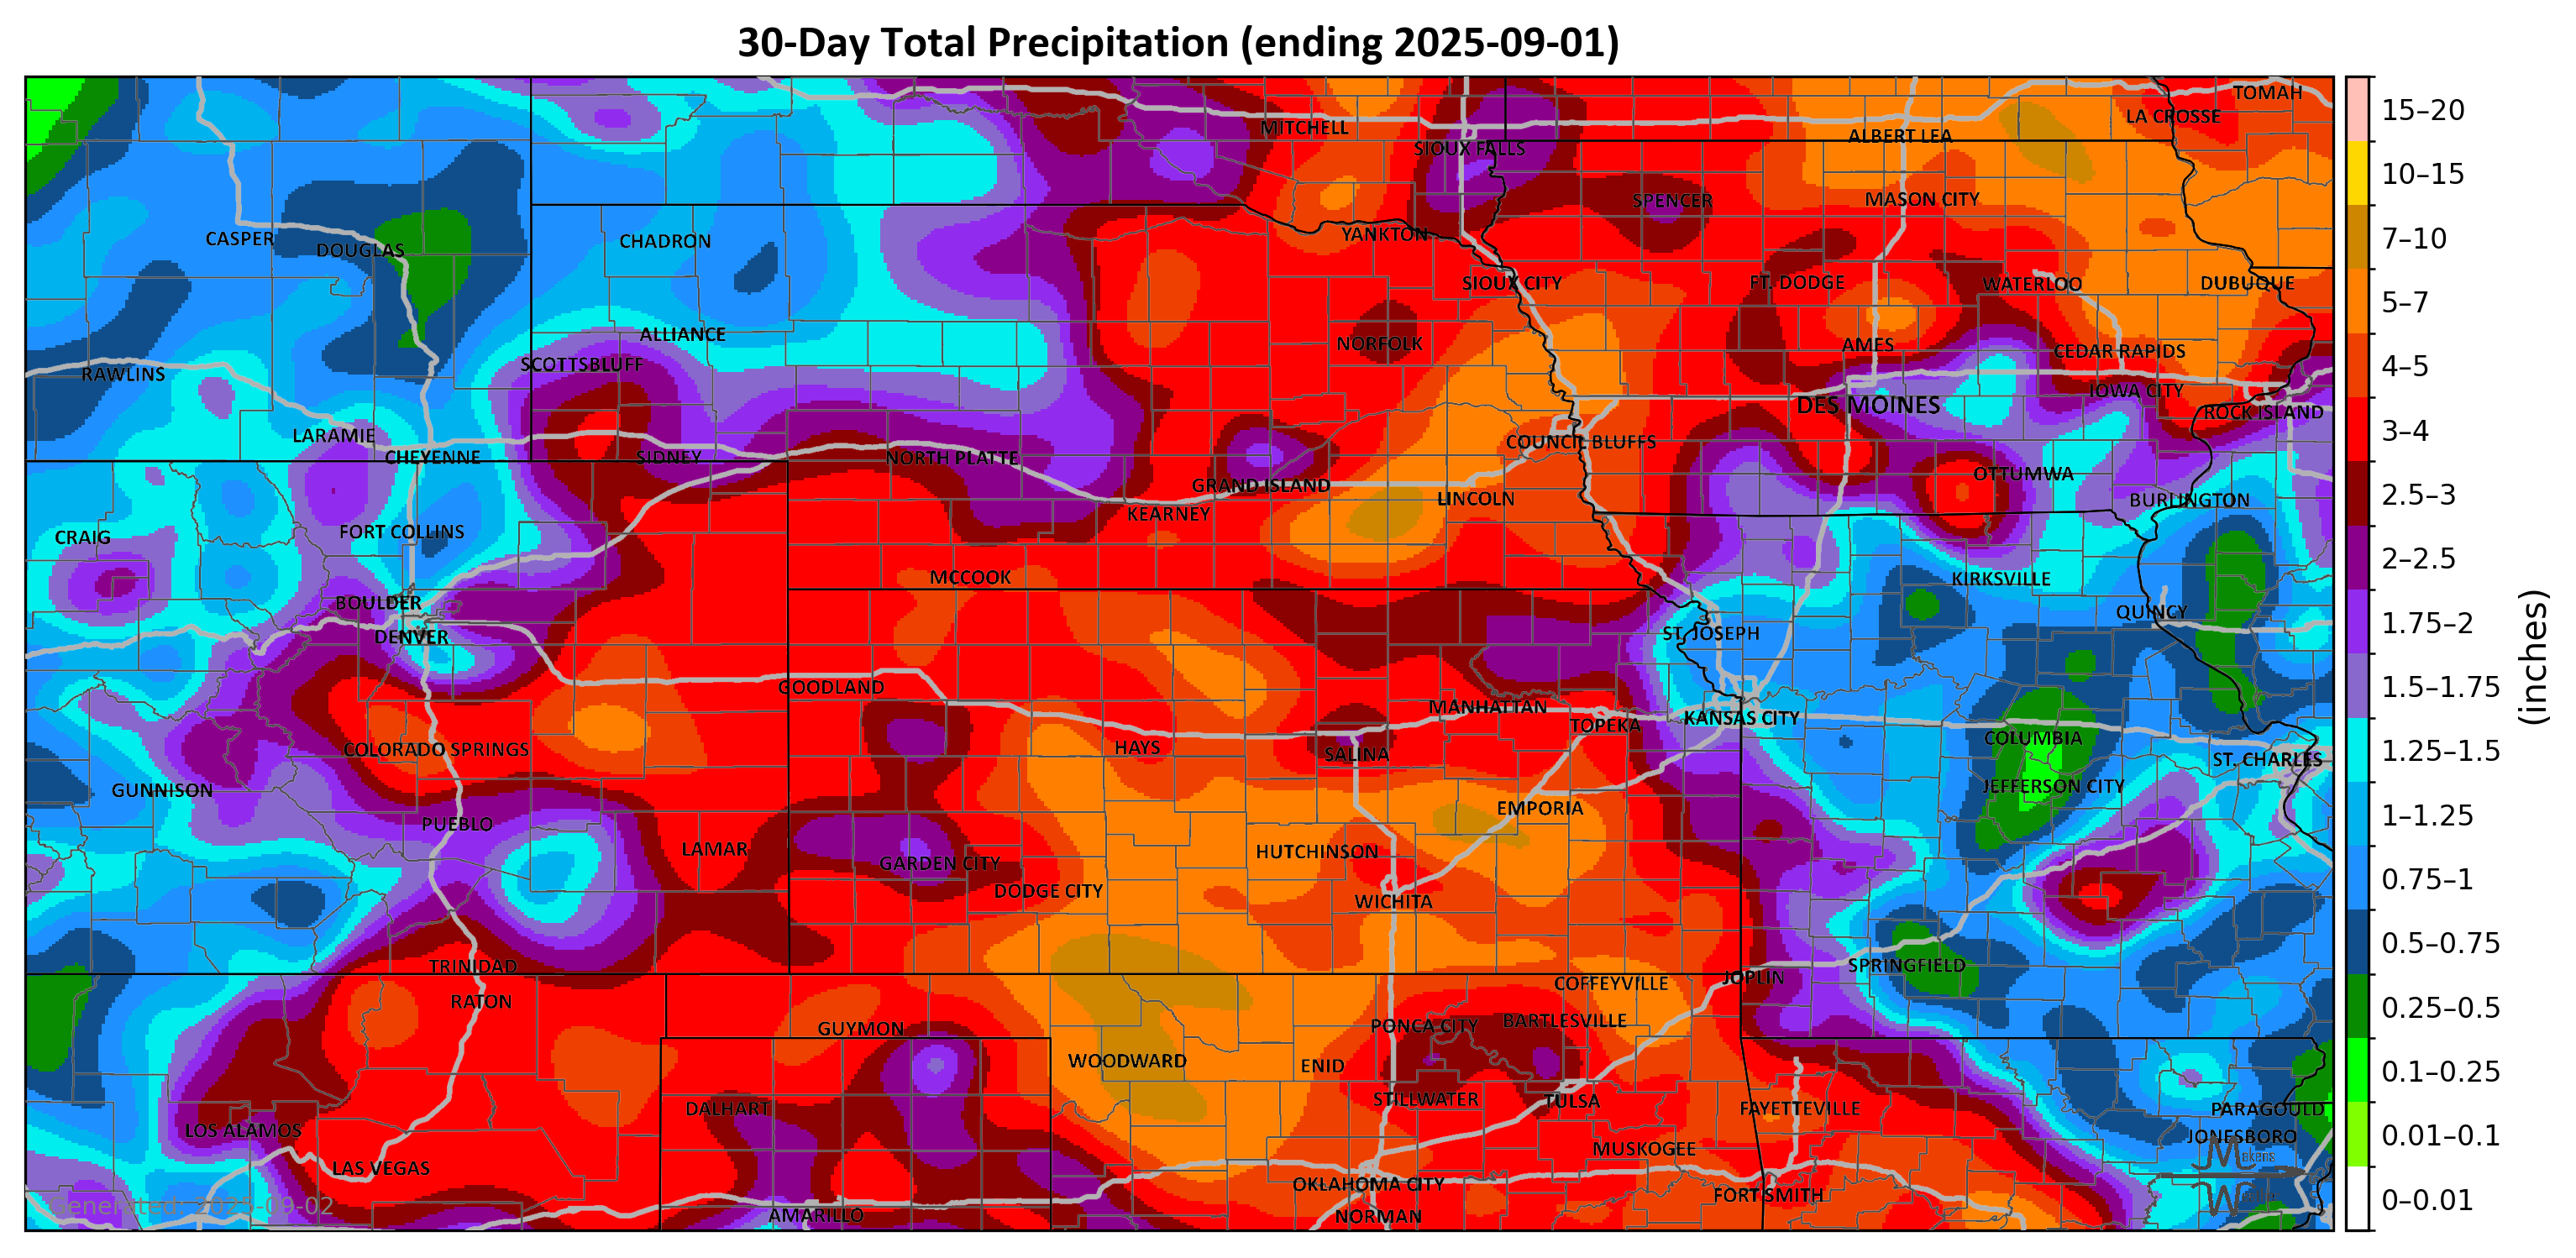 30-Day Total Precipitation (ending 2025-09-01)
TOMAH
LA CROSSE
MITCHELL
ALBERT LEA
SIOUX FALLS
SPENCER
MASON CITY
YANKTON
CASPER
DOUGLAS
CHADRON
SIOUX CITY
FT. DODGE
WATERLOO
DUBUQUE
ALLIANCE
NORFOLK
AMES
CEDAR RAPIDS
SCOTTSBLUFF
RAWLINS
IOWA CITY
DES MOINES
ROCK ISLAND
LARAMIE
COUNCIL BLUFFS
CHEYENNE
SIDNEY
NORTH PLATTE
OTTUMWA
GRAND ISLAND
LINCOLN
BURLINGTON
KEARNEY
CRAIG
FORT COLLINS
MCCOOK
KIRKSVILLE
BOULDER
QUINCY
DENVER
ST. JOSEPH
GOODLAND
MANHATTAN
TOPEKA
KANSAS CITY
COLORADO SPRINGS
HAYS
SALINA
COLUMBIA
ST. CHARLES
GUNNISON
JEFFERSON CITY
EMPORIA
PUEBLO
LAMAR
GARDEN CITY
HUTCHINSON
DODGE CITY
WICHITA
TRINIDAD
SPRINGFIELD
JOPLIN
COFFEYVILLE
RATON
GUYMON
PONCA CITY
BARTLESVILLE
WOODWARD
ENID
DALHART
STILLWATER
TULSA
FAYETTEVILLE
PARAGOULD
LOS ALAMOS
JONESBORO
MUSKOGEE
LAS VEGAS
OKLAHOMA CITY
FORT SMITH
AMARILLO
NORMAN
Generated: 2025-09-02
15–20
10–15
7–10
5–7
4–5
3–4
2.5–3
2–2.5
1.75–2
1.5–1.75
1.25–1.5
1–1.25
0.75–1
0.5–0.75
0.25–0.5
0.1–0.25
0.01–0.1
0–0.01
(inches)